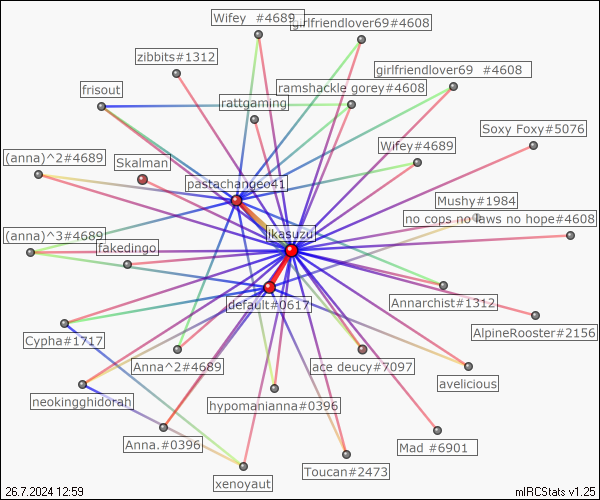 Wifey  #4689
girlfriendlover69#4608
zibbits#1312
girlfriendlover69  #4608
frisout
ramshackle gorey#4608
rattgaming
Soxy Foxy#5076
Wifey#4689
(anna)^2#4689
Skalman
pastachangeo41
Mushy#1984
no cops no laws no hope#4608
(anna)^3#4689
jkasuzu
fakedingo
Annarchist#1312
default#0617
AlpineRooster#2156
Cypha#1717
Anna^2#4689
ace deucy#7097
avelicious
neokingghidorah
hypomanianna#0396
Anna.#0396
Mad #6901
Toucan#2473
xenoyaut
26.7.2024 12:59
mIRCStats v1.25